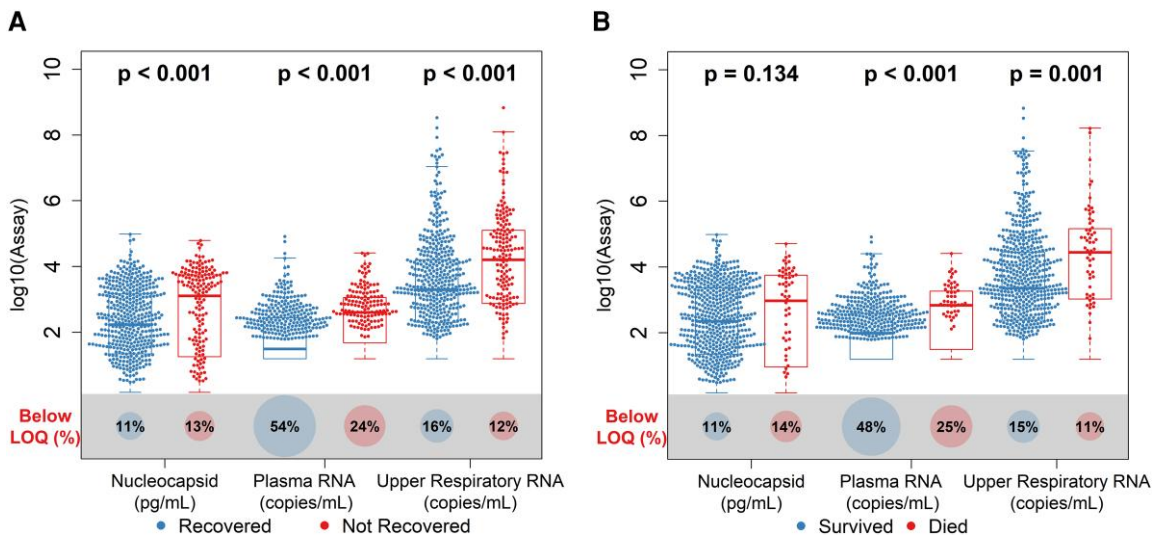 A
p < 0.001 p < 0.001 p < 0.001
log10(Assay)
10
8
6
4
2
Below
LOQ (%)
11% 13% 54% 24% 16% 12%
Nucleocapsid Plasma RNA Upper Respiratory RNA
(pg/mL) (copies/mL) (copies/mL)
Recovered Not Recovered
B
p = 0.134 p < 0.001 p = 0.001
log10(Assay)
10
8
6
4
2
Below
LOQ (%)
11% 14% 48% 25% 15% 11%
Nucleocapsid Plasma RNA Upper Respiratory RNA
(pg/mL) (copies/mL) (copies/mL)
Survived Died